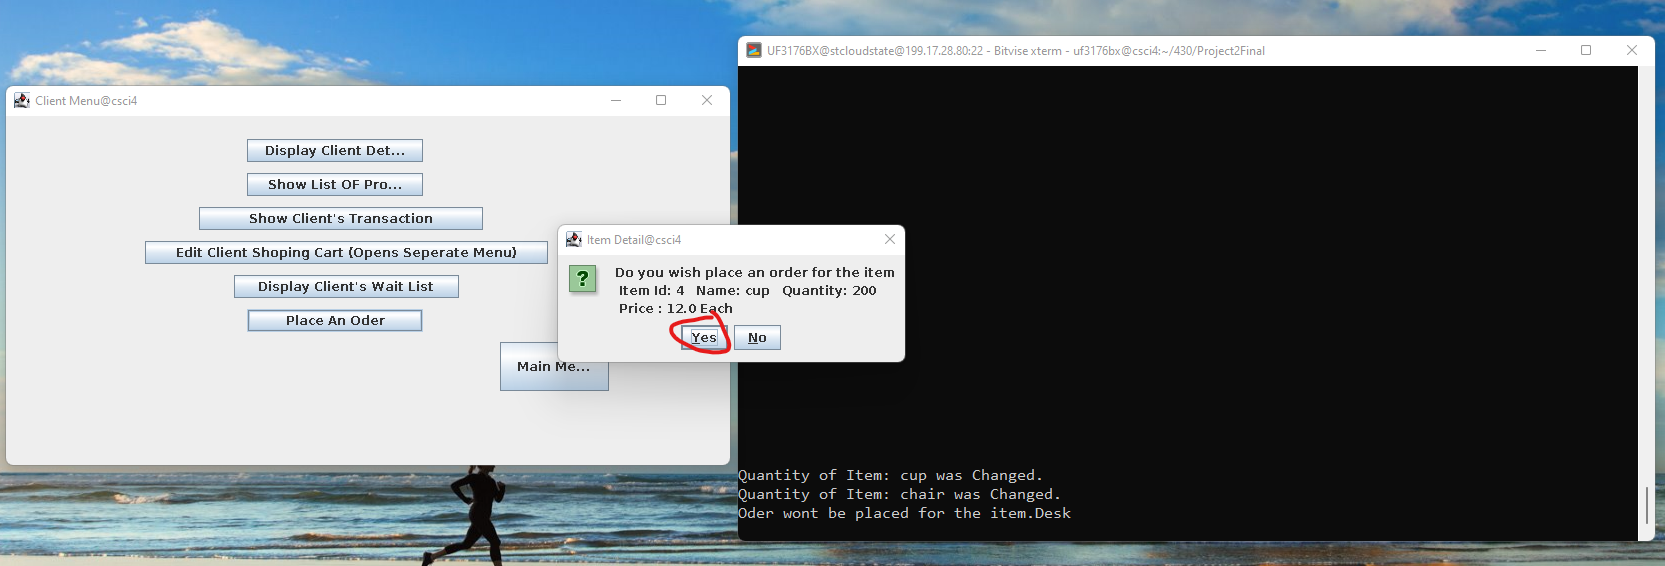 UF3176BX@stcloudstate@199.17.28.80:22 - Bitvise xterm - uf3176bx@csci4:~/430/Project2Final
Client Menu@csci4
Display Client Det...
Show List OF Pro...
Show Client's Transaction
Edit Client Shoping Cart (Opens Seperate Menu)
Display Client's Wait List
Place An Oder
Main Me...
Item Detail@csci4
Do you wish place an order for the item
Item Id: 4 Name: cup Quantity: 200
Price : 12.0 Each
Yes No
Quantity of Item: cup was Changed.
Quantity of Item: chair was Changed.
Oder wont be placed for the item.Desk